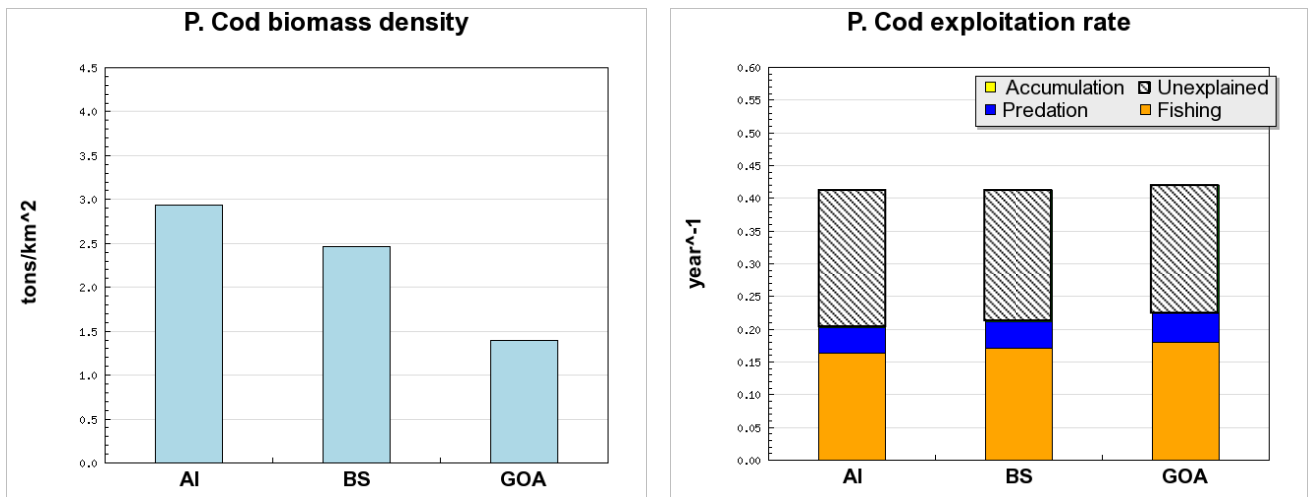 P. Cod biomass density
4.5
4.0
3.5
3.0
2.5
2.0
1.5
1.0
0.5
0.0
tons/km^2
AI BS GOA
P. Cod exploitation rate
0.60
0.55
0.50
0.45
0.40
0.35
0.30
0.25
0.20
0.15
0.10
0.05
0.00
year^-1
Accumulation Unexplained
Predation Fishing
AI BS GOA